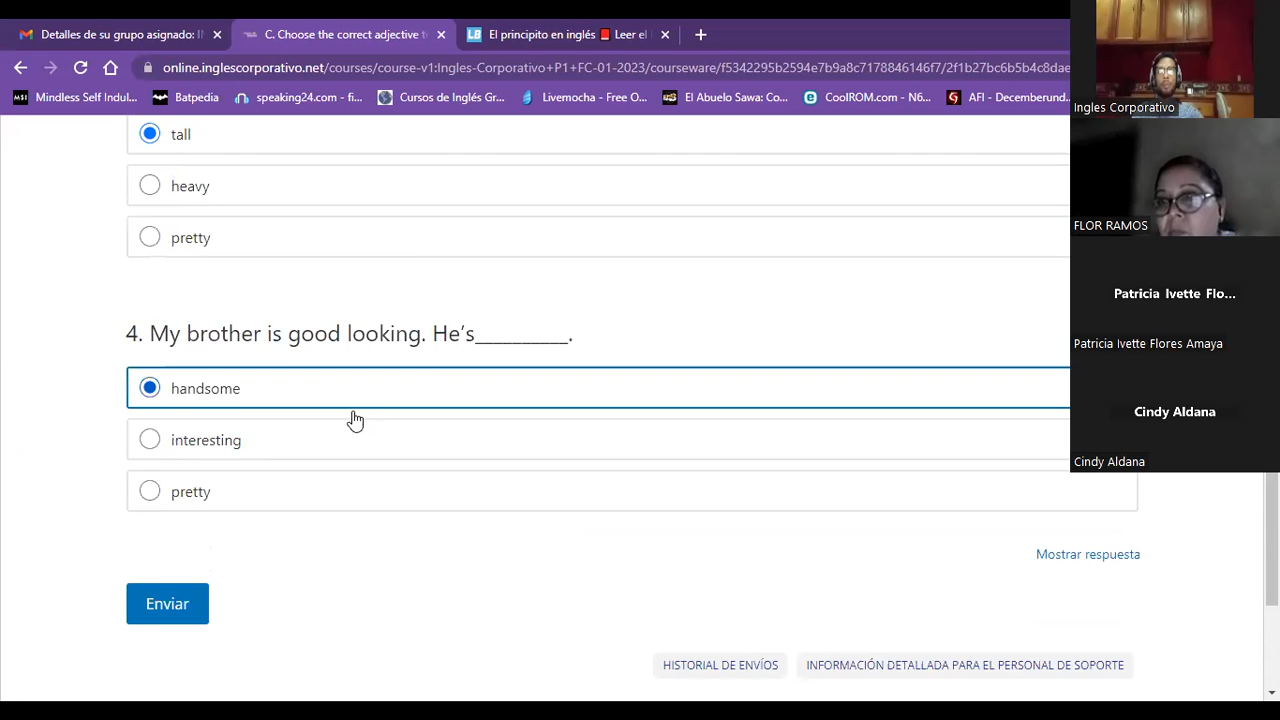 Detalles de su grupo asignado: I
C. Choose the correct adjective t
El principito en inglés 📕 Leer el
online.inglescorporativo.net/courses/course-v1:Ingles-Corporativo+P1+FC-01-2023/courseware/f5342295b2594e7b9a8c7178846146f7/2f1b27bc6b5b4c8dae
Mindless Self Indul...
Batpedia
speaking24.com - fi...
Cursos de Inglés Gr...
Livemocha - Free O...
El Abuelo Sawa: Co...
CoolROM.com - N6...
AFI - Decemberund...
tall
heavy
pretty
4. My brother is good looking. He's__________.
handsome
interesting
pretty
Mostrar respuesta
Enviar
HISTORIAL DE ENVÍOS
INFORMACIÓN DETALLADA PARA EL PERSONAL DE SOPORTE
Ingles Corporativo
FLOR RAMOS
Patricia Ivette Flo...
Patricia Ivette Flores Amaya
Cindy Aldana
Cindy Aldana